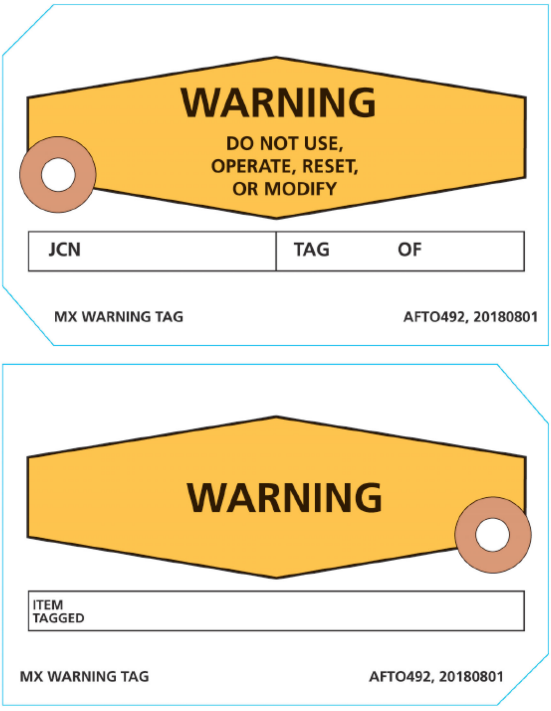 WARNING
DO NOT USE,
OPERATE, RESET,
OR MODIFY
JCN TAG OF
MX WARNING TAG AFTO492, 20180801
WARNING
ITEM
TAGGED
MX WARNING TAG AFTO492, 20180801